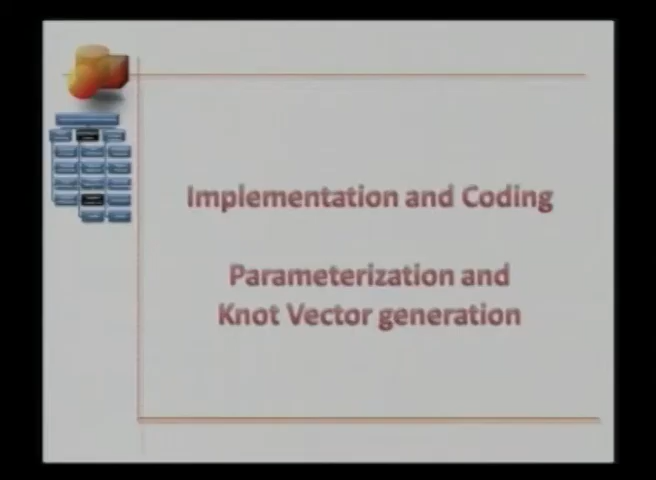 Implementation and Coding
Parameterization and
Knot Vector generation